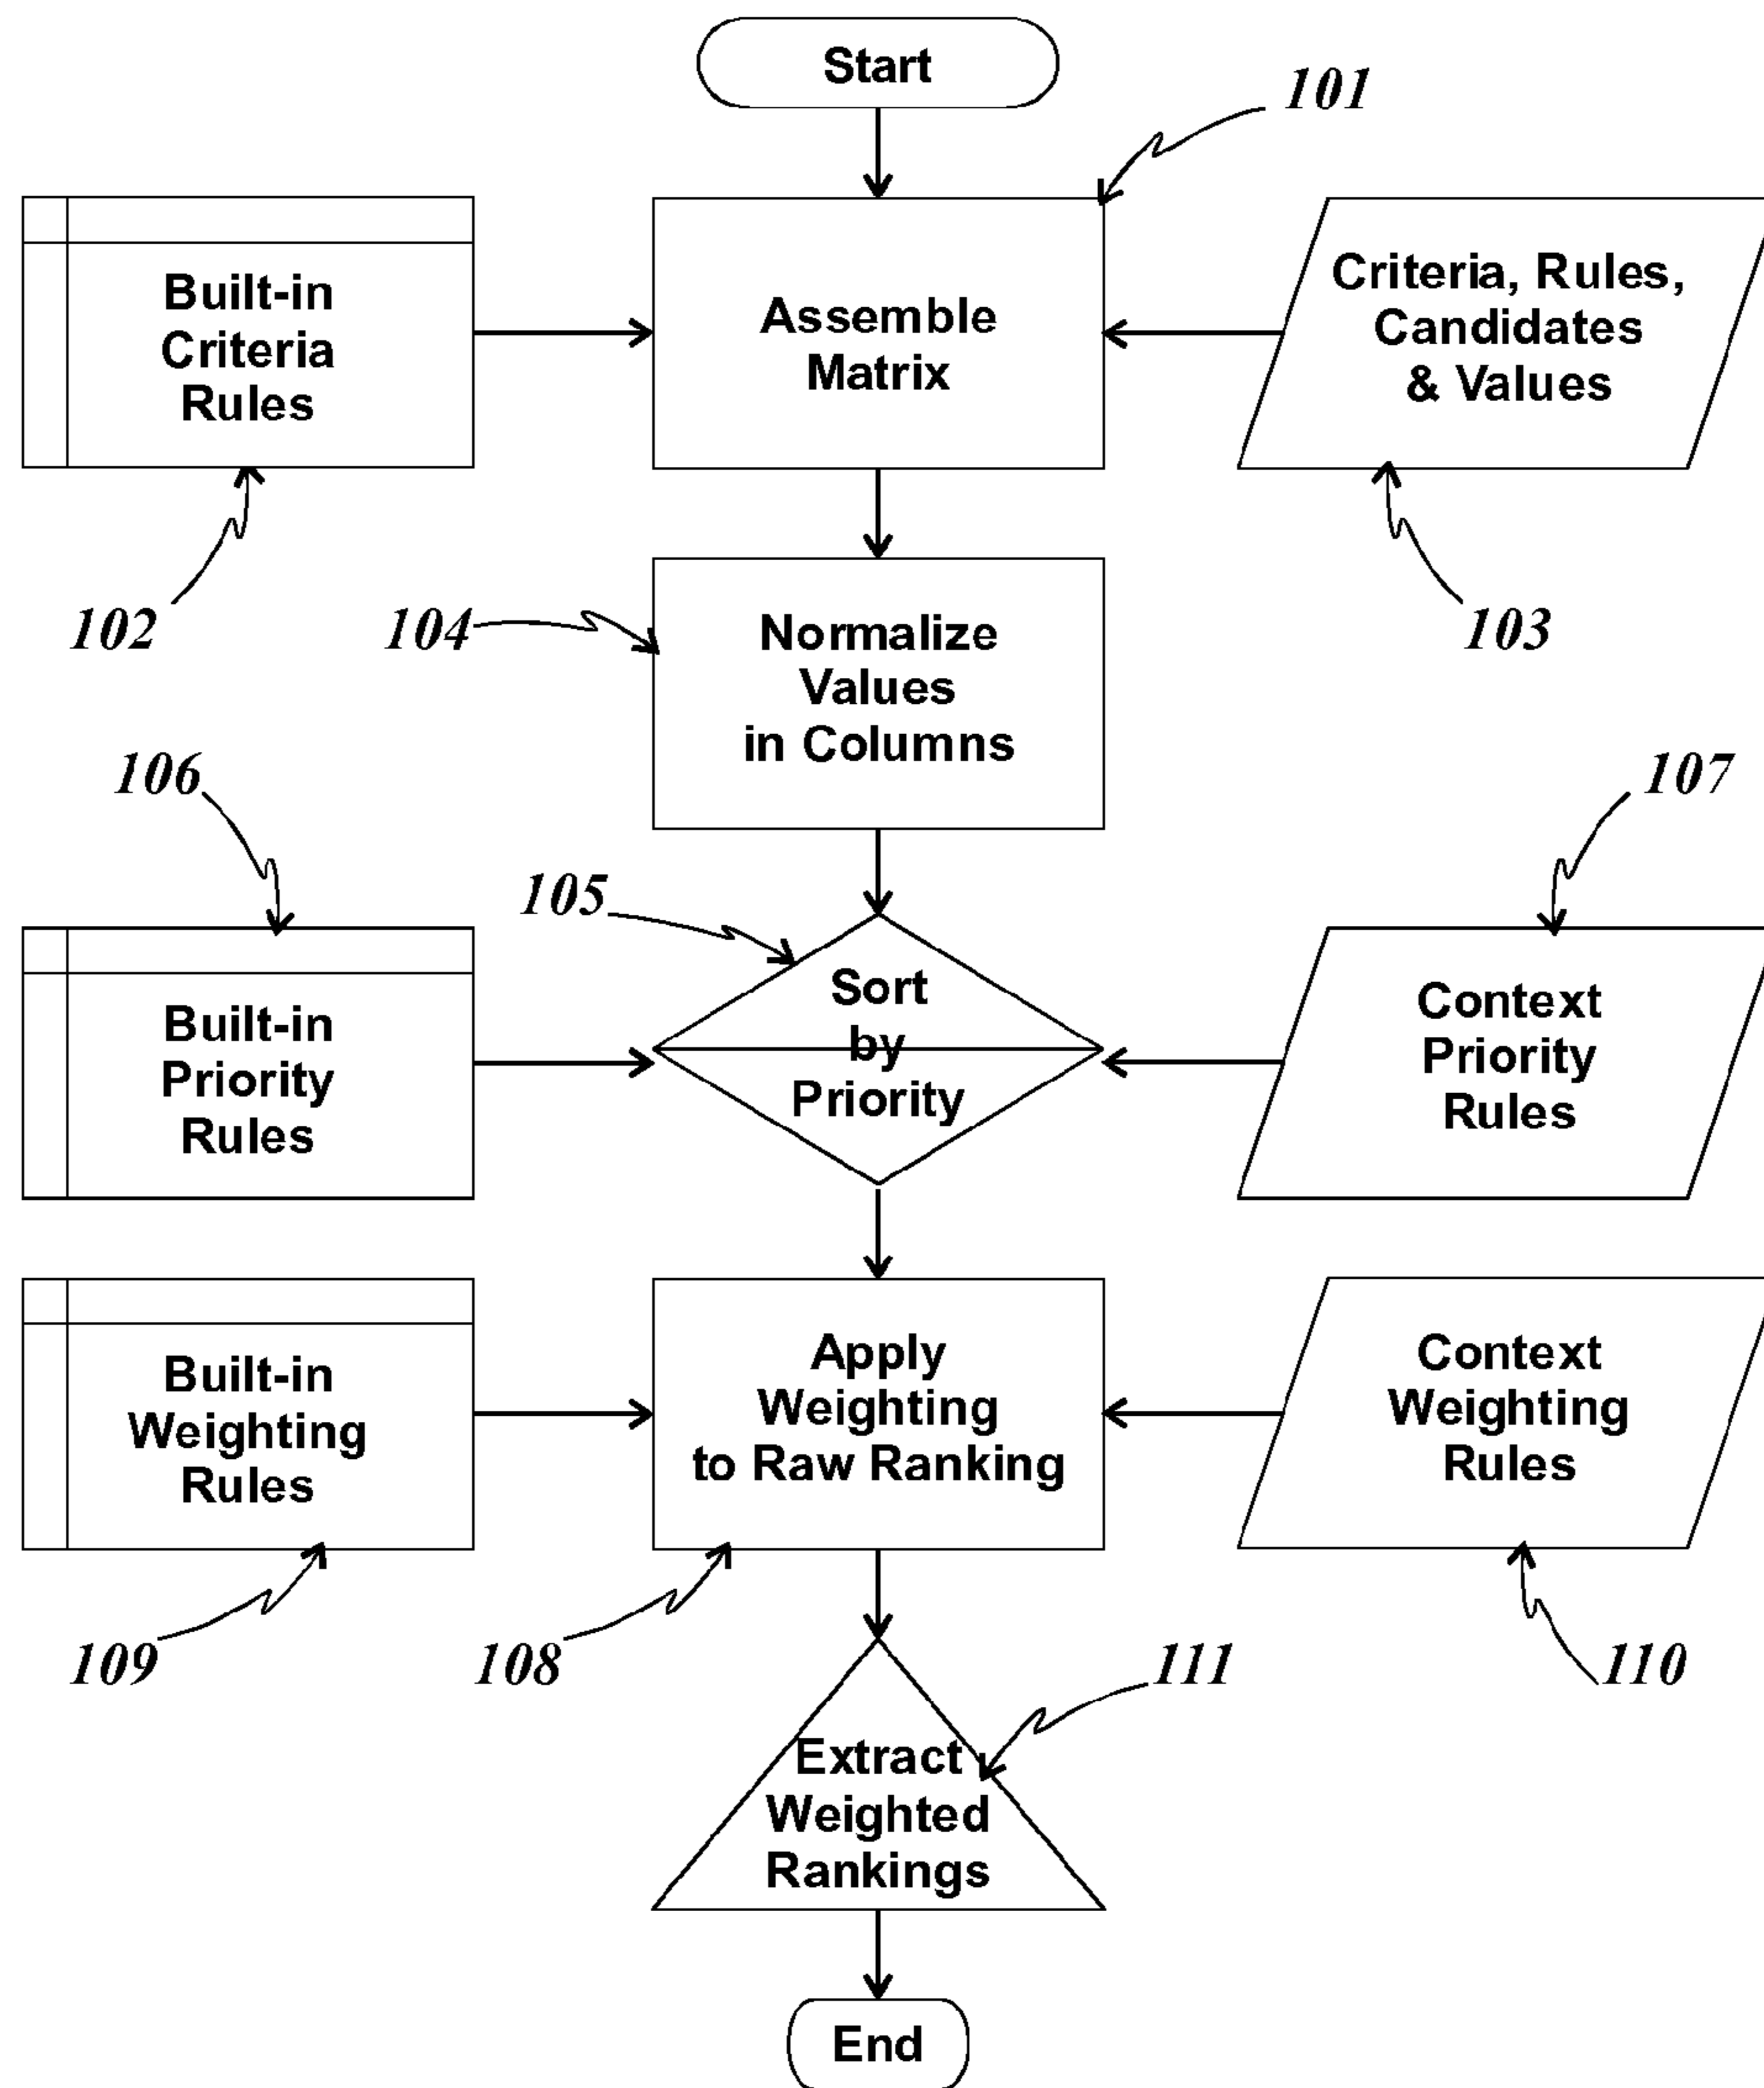 Start
101
Built-in
Criteria
Rules
Assemble
Matrix
Criteria, Rules,
Candidates
& Values
102
104
103
Normalize
Values
in Columns
106
107
105
Built-in
Priority
Rules
Sort
by
Priority
Context
Priority
Rules
Built-in
Weighting
Rules
Apply
Weighting
to Raw Ranking
Context
Weighting
Rules
109
108
111
110
Extract
Weighted
Rankings
End